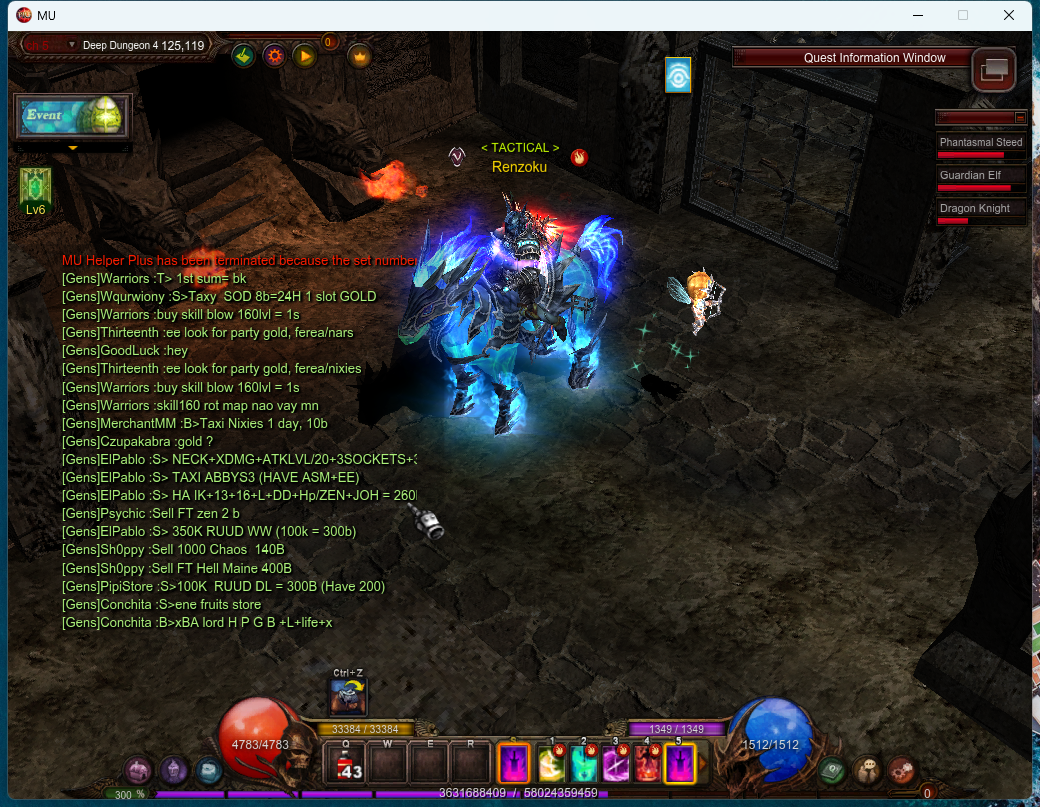 MU
Deep Dungeon 4 125,119
0
Quest Information Window
Event
Lv6
Phantasmal Steed
Guardian Elf
Dragon Knight
< TACTICAL >
Renzoku
MU Helper Plus has been terminated because the set number
[Gens]Warriors :T> 1st sum= bk
[Gens]Wqurwiony :S>Taxy  SOD 8b=24H 1 slot GOLD
[Gens]Warriors :buy skill blow 160lvl = 1s
[Gens]Thirteenth :ee look for party gold, ferea/nars
[Gens]GoodLuck :hey
[Gens]Thirteenth :ee look for party gold, ferea/nixies
[Gens]Warriors :buy skill blow 160lvl = 1s
[Gens]Warriors :skill160 rot map nao vay mn
[Gens]MerchantMM :B>Taxi Nixies 1 day, 10b
[Gens]Czupakabra :gold ?
[Gens]ElPablo :S> NECK+XDMG+ATKLVL/20+3SOCKETS+
[Gens]ElPablo :S> TAXI ABBYS3 (HAVE ASM+EE)
[Gens]ElPablo :S> HA IK+13+16+L+DD+Hp/ZEN+JOH = 260
[Gens]Psychic :Sell FT zen 2 b
[Gens]ElPablo :S> 350K RUUD WW (100k = 300b)
[Gens]Sh0ppy :Sell 1000 Chaos  140B
[Gens]Sh0ppy :Sell FT Hell Maine 400B
[Gens]PipiStore :S>100K  RUUD DL = 300B (Have 200)
[Gens]Conchita :S>ene fruits store
[Gens]Conchita :B>xBA lord H P G B +L+life+x
Ctrl+Z
33384 / 33384
1349 / 1349
4783/4783
Q W E R
1 2 3 4 5
43
1512/1512
300 %
3631688409 / 58024359459
0